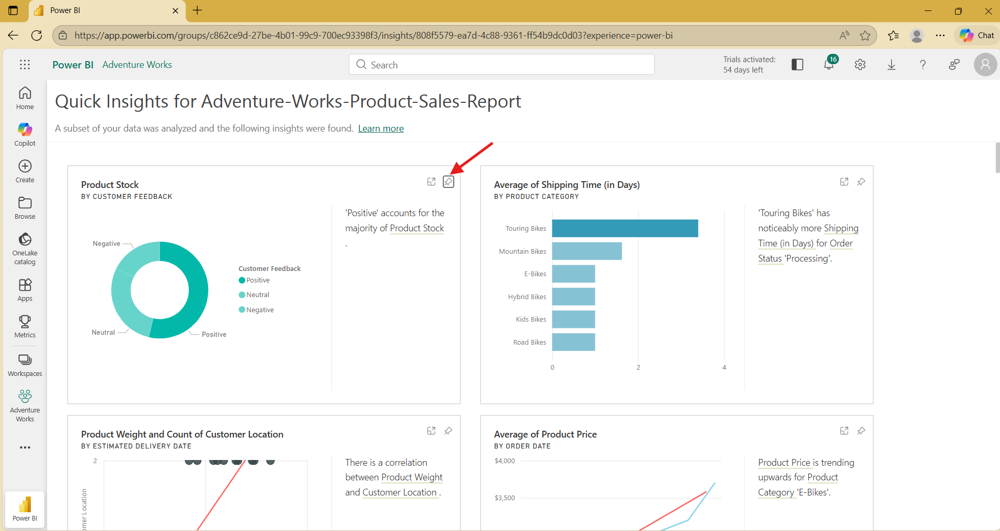 Power BI
https://app.powerbi.com/groups/c862ce9d-27be-4b01-99c9-700ec93398f3/insights/808f5579-ea7d-4c88-9361-ff54b9dc0d03?experience=power-bi
Chat
Power BI Adventure Works
Search
Trials activated:
54 days left
16
Home
Copilot
Create
Browse
OneLake
catalog
Apps
Metrics
Workspaces
Adventure
Works
Power BI
Quick Insights for Adventure-Works-Product-Sales-Report
A subset of your data was analyzed and the following insights were found. Learn more
Product Stock
BY CUSTOMER FEEDBACK
Negative
Neutral
Positive
Customer Feedback
Positive
Neutral
Negative
'Positive' accounts for the
majority of Product Stock
.
Average of Shipping Time (in Days)
BY PRODUCT CATEGORY
Touring Bikes
Mountain Bikes
E-Bikes
Hybrid Bikes
Kids Bikes
Road Bikes
0 2 4
'Touring Bikes' has
noticeably more Shipping
Time (in Days) for Order
Status 'Processing'.
Product Weight and Count of Customer Location
BY ESTIMATED DELIVERY DATE
2
Location
There is a correlation
between Product Weight
and Customer Location .
Average of Product Price
BY ORDER DATE
$4,000
$3,500
Product Price is trending
upwards for Product
Category 'E-Bikes'.